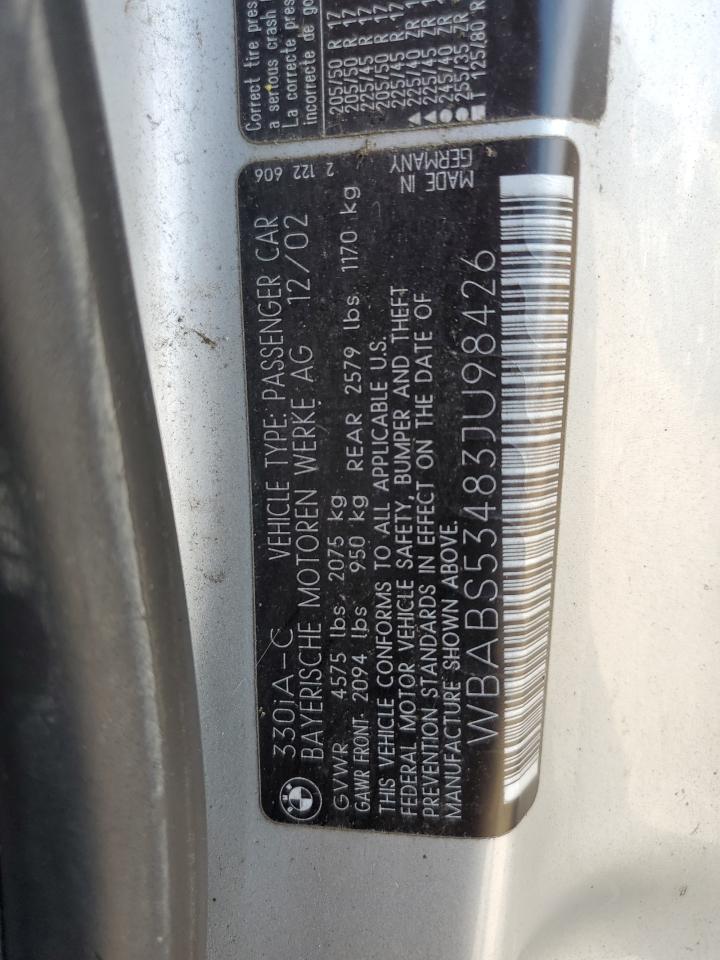 Correct tire pres
a serious crash.
La correcte pres
incorrecte de go
205/50 R 17
205/50 R 17
225/45 R 17
205/50 R 17
225/45 R 17
225/40 ZR
225/45 ZR
245/40 ZR
255/35 ZR
T 125/80 R
330iA-C VEHICLE TYPE: PASSENGER CAR 2 122 606
BAYERISCHE MOTOREN WERKE AG 12/02
GVWR 4575 lbs 2075 kg
GAWR FRONT- 2094 lbs 950 kg REAR 2579 lbs 1170 kg
THIS VEHICLE CONFORMS TO ALL APPLICABLE U.S.
FEDERAL MOTOR VEHICLE SAFETY, BUMPER AND THEFT
PREVENTION STANDARDS IN EFFECT ON THE DATE OF
MANUFACTURE SHOWN ABOVE.
MADE IN
GERMANY
WBABS53483JU98426